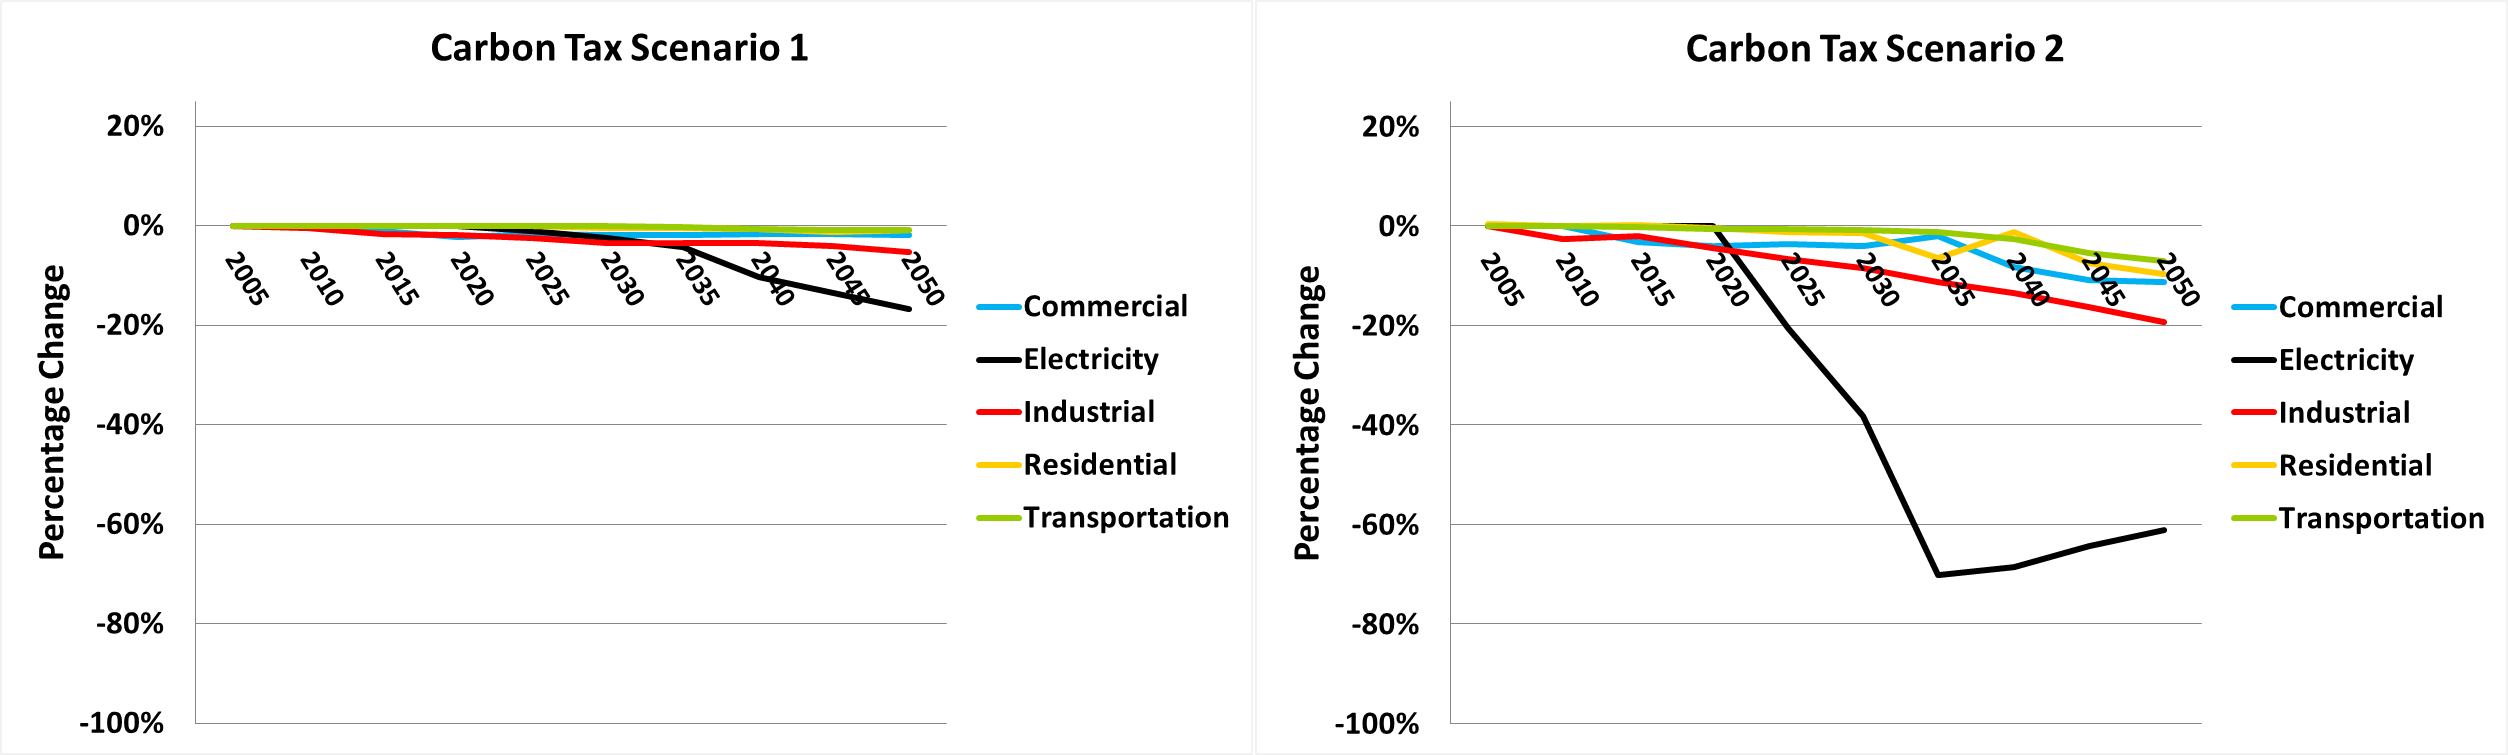 Carbon Tax Scenario 1
20%
0%
-20%
-40%
-60%
-80%
-100%
Percentage Change
2005
2010
2015
2020
2025
2030
2035
2040
2045
2050
Commercial
Electricity
Industrial
Residential
Transportation
Carbon Tax Scenario 2
20%
0%
-20%
-40%
-60%
-80%
-100%
Percentage Change
2005
2010
2015
2020
2025
2030
2035
2040
2045
2050
Commercial
Electricity
Industrial
Residential
Transportation